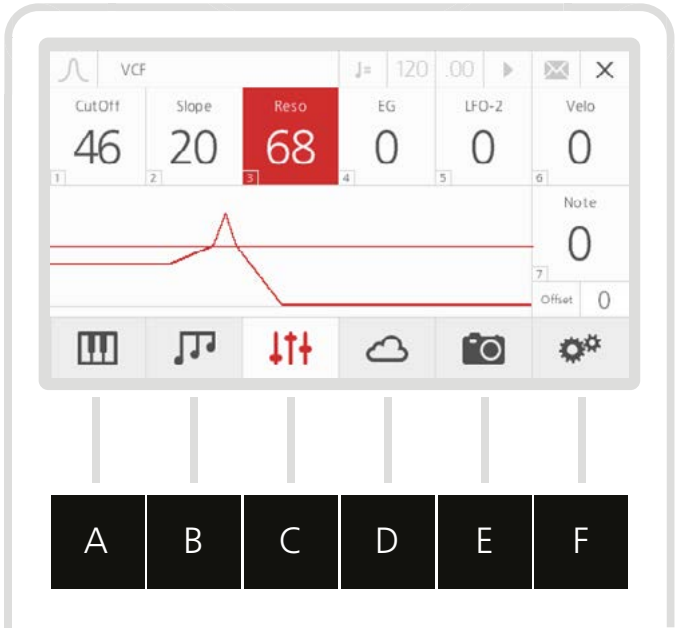 VCF ♩= 120 .00
CutOff Slope Reso EG LFO-2 Velo
46 20 68 0 0 0
1 2 3 4 5 6
Note
0
7
Offset 0
A B C D E F